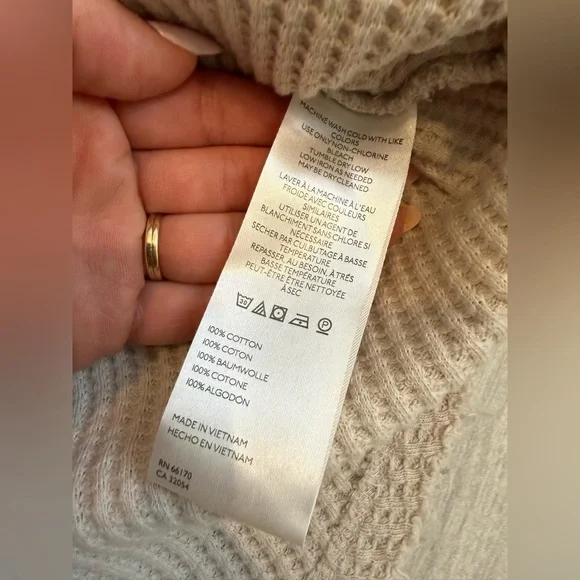 MACHINE WASH COLD WITH LIKE
COLORS
USE ONLY NON-CHLORINE
BLEACH
TUMBLE DRY LOW
LOW IRON AS NEEDED
MAY BE DRY CLEANED
LAVER À LA MACHINE À L'EAU
FROIDE AVEC COULEURS
SIMILAIRES
UTILISER UN AGENT DE
BLANCHIMENT SANS CHLORE SI
NÉCESSAIRE
SECHER PAR CULBUTAGE À BASSE
TEMPERATURE
REPASSER, AU BESOIN, À TRÈS
BASSE TEMPÉRATURE
PEUT-ÊTRE ÊTRE NETTOYÉE
À SEC
30 P
100% COTTON
100% COTON
100% BAUMWOLLE
100% COTONE
100% ALGODÓN
MADE IN VIETNAM
HECHO EN VIETNAM
RN 66170
CA 32054